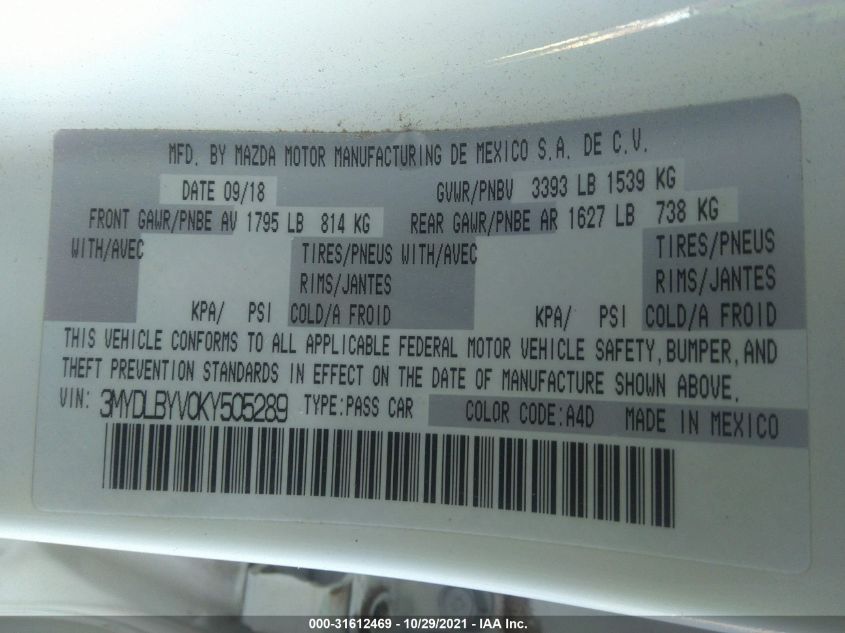 MFD. BY MAZDA MOTOR MANUFACTURING DE MEXICO S.A. DE C.V.
DATE 09/18 GVWR/PNBV 3393 LB 1539 KG
FRONT GAWR/PNBE AV 1795 LB 814 KG REAR GAWR/PNBE AR 1627 LB 738 KG
WITH/AVEC TIRES/PNEUS WITH/AVEC TIRES/PNEUS
RIMS/JANTES RIMS/JANTES
KPA/ PSI COLD/A FROID KPA/ PSI COLD/A FROID
THIS VEHICLE CONFORMS TO ALL APPLICABLE FEDERAL MOTOR VEHICLE SAFETY, BUMPER, AND
THEFT PREVENTION STANDARDS IN EFFECT ON THE DATE OF MANUFACTURE SHOWN ABOVE.
VIN: 3MYDLBYV0KY505289 TYPE:PASS CAR COLOR CODE:A4D MADE IN MEXICO
000-31612469 - 10/29/2021 - IAA Inc.